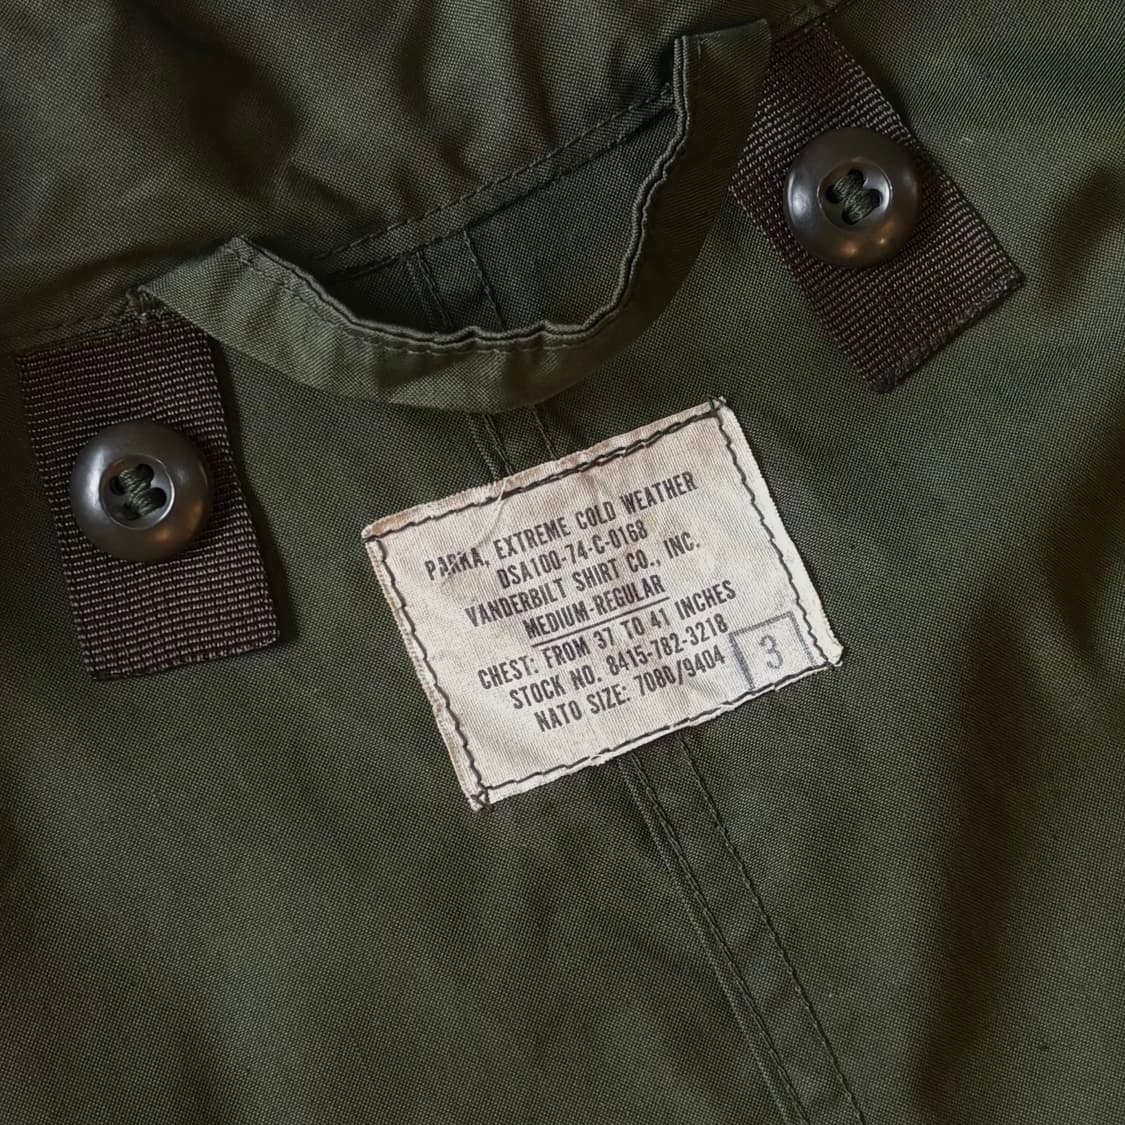 PARKA, EXTREME COLD WEATHER
DSA100-74-C-0168
VANDERBILT SHIRT CO., INC.
MEDIUM-REGULAR
CHEST: FROM 37 TO 41 INCHES
STOCK NO. 8415-782-3218
NATO SIZE: 7080/9404
3